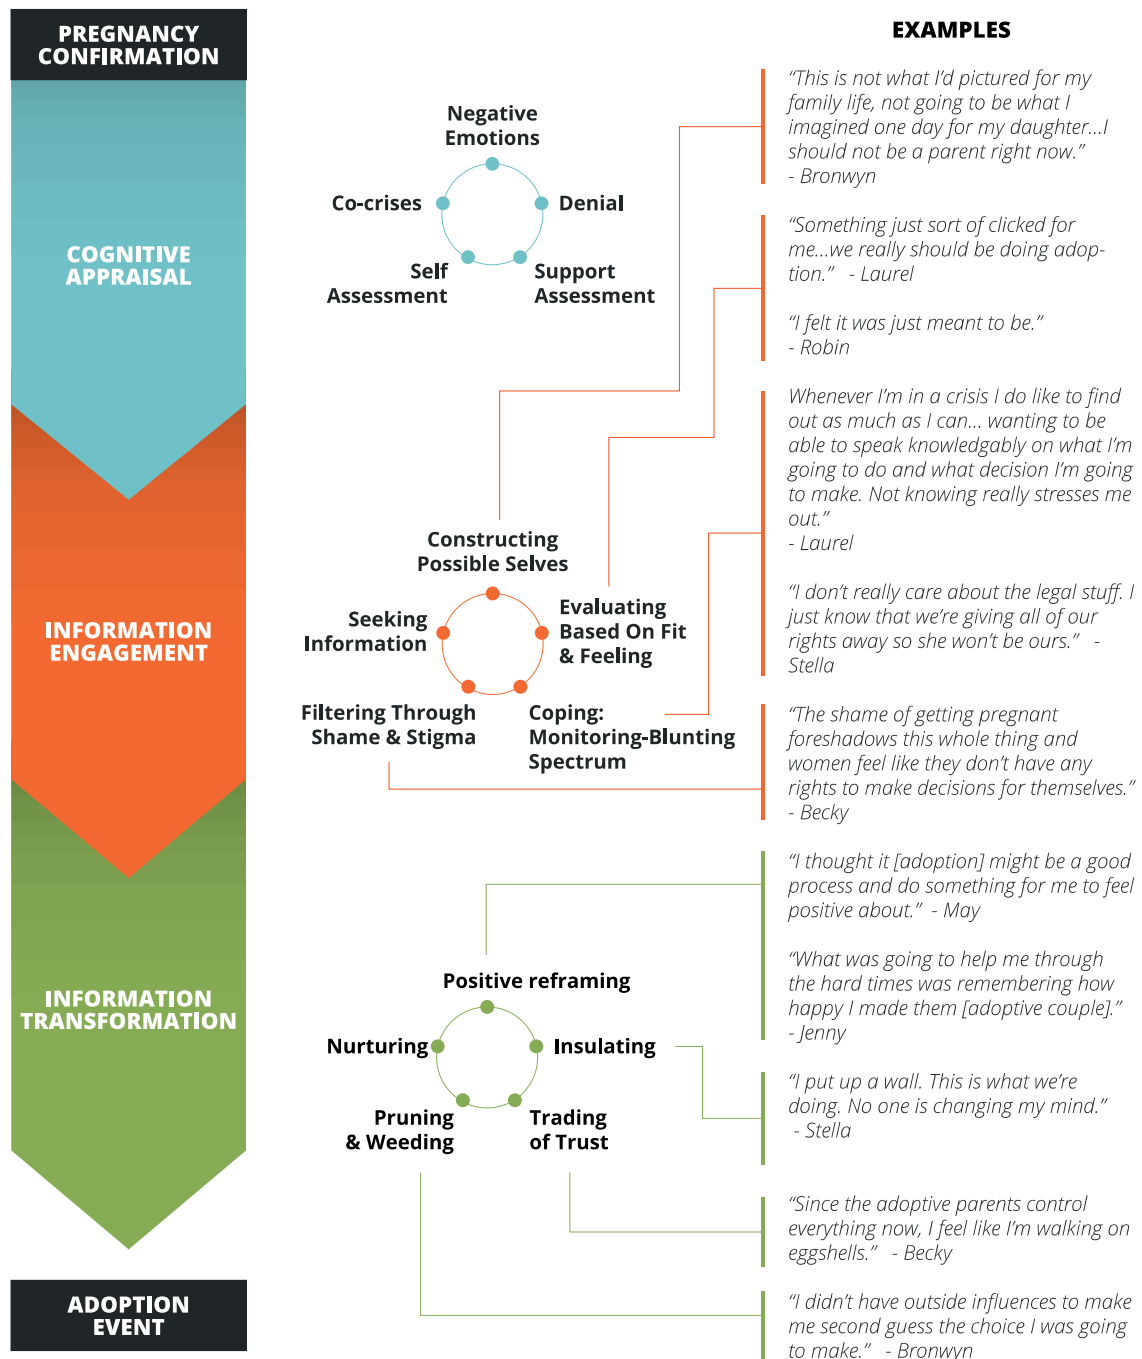 PREGNANCY
CONFIRMATION
COGNITIVE
APPRAISAL
INFORMATION
ENGAGEMENT
INFORMATION
TRANSFORMATION
ADOPTION
EVENT
Negative
Emotions
Co-crises
Denial
Self
Assessment
Support
Assessment
Constructing
Possible Selves
Seeking
Information
Evaluating
Based On Fit
& Feeling
Filtering Through
Shame & Stigma
Coping:
Monitoring-Blunting
Spectrum
Positive reframing
Nurturing
Insulating
Pruning
& Weeding
Trading
of Trust
EXAMPLES
“This is not what I’d pictured for my
family life, not going to be what I
imagined one day for my daughter...I
should not be a parent right now.”
- Bronwyn
“Something just sort of clicked for
me...we really should be doing adop-
tion.” - Laurel
“I felt it was just meant to be.”
- Robin
Whenever I’m in a crisis I do like to find
out as much as I can... wanting to be
able to speak knowledgably on what I’m
going to do and what decision I’m going
to make. Not knowing really stresses me
out.”
- Laurel
“I don’t really care about the legal stuff. I
just know that we’re giving all of our
rights away so she won’t be ours.” -
Stella
“The shame of getting pregnant
foreshadows this whole thing and
women feel like they don’t have any
rights to make decisions for themselves.”
- Becky
“I thought it [adoption] might be a good
process and do something for me to feel
positive about.” - May
“What was going to help me through
the hard times was remembering how
happy I made them [adoptive couple].”
- Jenny
“I put up a wall. This is what we’re
doing. No one is changing my mind.”
- Stella
“Since the adoptive parents control
everything now, I feel like I’m walking on
eggshells.” - Becky
“I didn’t have outside influences to make
me second guess the choice I was going
to make.” - Bronwyn